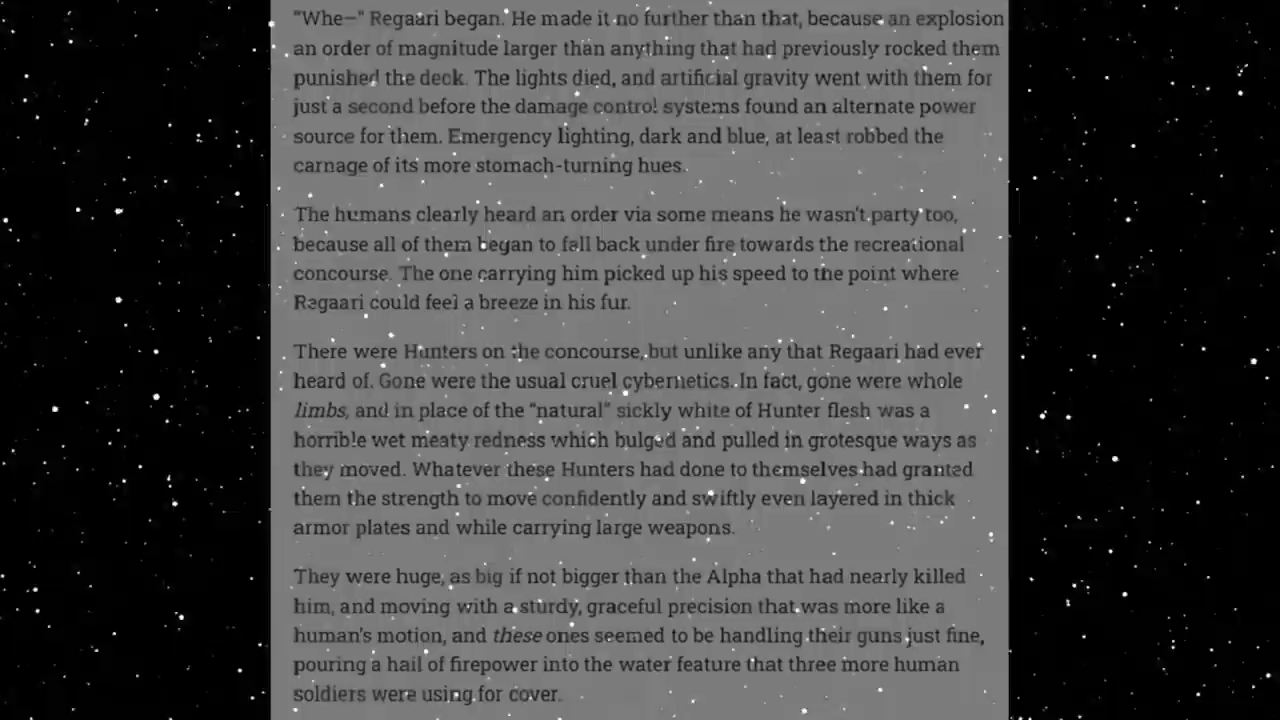 “Whe—” Regaari began. He made it no further than that, because an explosion
an order of magnitude larger than anything that had previously rocked them
punished the deck. The lights died, and artificial gravity went with them for
just a second before the damage control systems found an alternate power
source for them. Emergency lighting, dark and blue, at least robbed the
carnage of its more stomach-turning hues.
The humans clearly heard an order via some means he wasn't party too,
because all of them began to fall back under fire towards the recreational
concourse. The one carrying him picked up his speed to the point where
Regaari could feel a breeze in his fur.
There were Hunters on the concourse, but unlike any that Regaari had ever
heard of. Gone were the usual cruel cybernetics. In fact, gone were whole
limbs, and in place of the “natural” sickly white of Hunter flesh was a
horrible wet meaty redness which bulged and pulled in grotesque ways as
they moved. Whatever these Hunters had done to themselves had granted
them the strength to move confidently and swiftly even layered in thick
armor plates and while carrying large weapons.
They were huge, as big if not bigger than the Alpha that had nearly killed
him, and moving with a sturdy, graceful precision that was more like a
human's motion, and these ones seemed to be handling their guns just fine,
pouring a hail of firepower into the water feature that three more human
soldiers were using for cover.